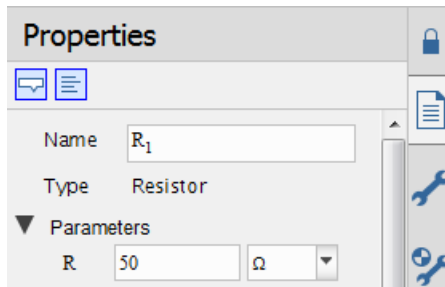 Properties
Name R₁
Type Resistor
Parameters
R 50 Ω